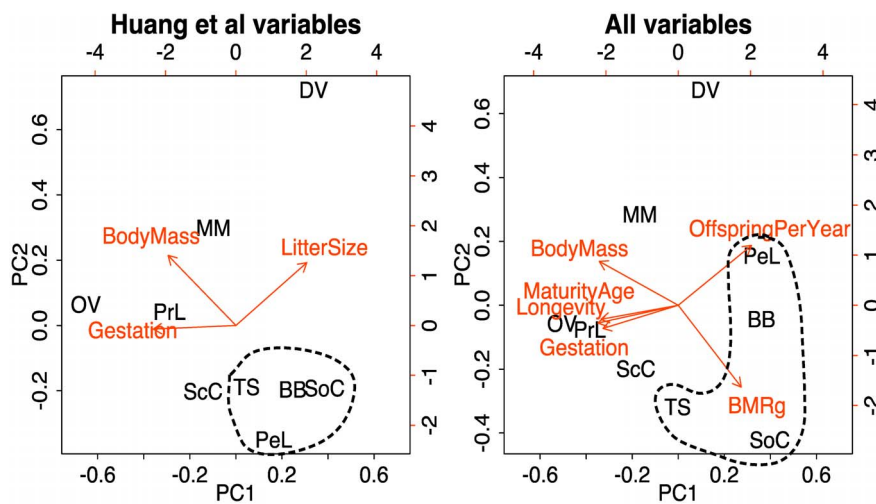 Huang et al variables
-4 -2 0 2 4
DV
0.6
4
3
0.4
MM
2
BodyMass
LitterSize
0.2
1
PC2
OV
PrL
0.0
0
Gestation
-1
ScC
TS
BB
SoC
-0.2
-2
PeL
-0.6 -0.2 0.2 0.6
PC1
All variables
-4 -2 0 2 4
DV
4
0.6
3
0.4
MM
2
OffspringPerYear
0.2
BodyMass
PeL
1
PC2
MaturityAge
Longevity
0.0
0
OV
PrL
BB
Gestation
-1
ScC
-0.2
TS
BMRg
-2
SoC
-0.4
-0.6 -0.2 0.2 0.6
PC1